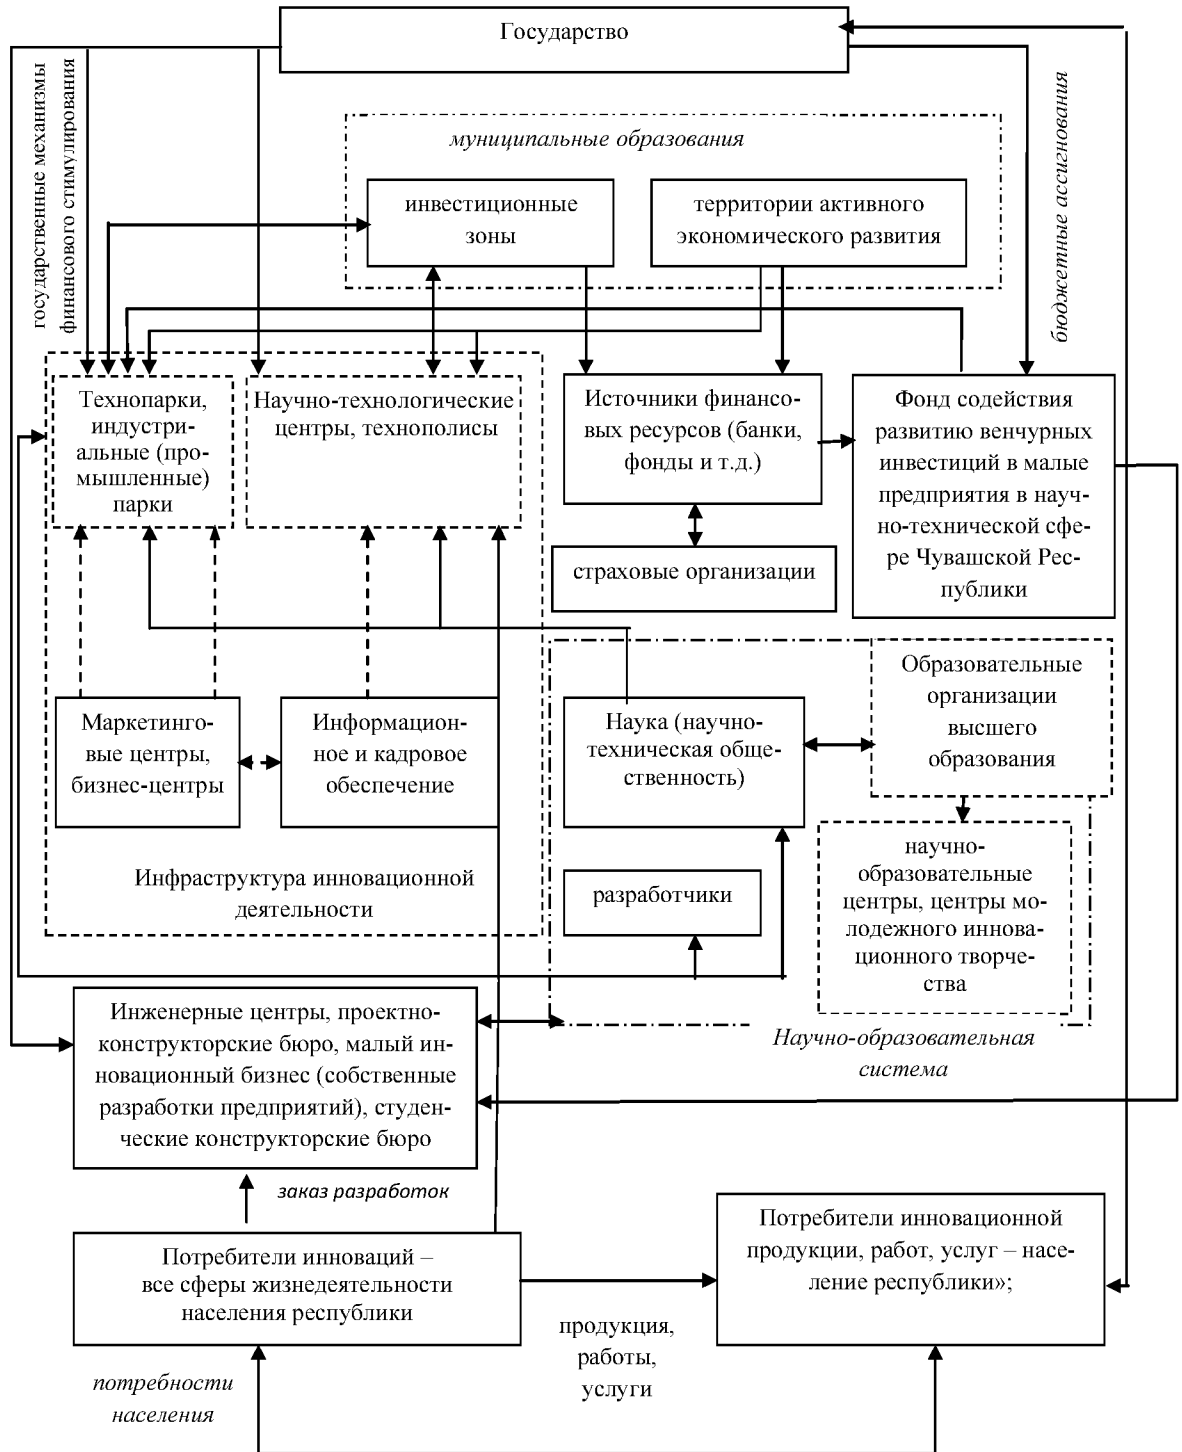 Государство
государственные механизмы
финансового стимулирования
бюджетные ассигнования
муниципальные образования
инвестиционные
зоны
территории активного
экономического развития
Технопарки,
индустри-
альные (про-
мышленные)
парки
Научно-технологические
центры, технополисы
Источники финансо-
вых ресурсов (банки,
фонды и т.д.)
Фонд содействия
развитию венчурных
инвестиций в малые
предприятия в науч-
но-технической сфе-
ре Чувашской Рес-
публики
страховые организации
Маркетинго-
вые центры,
бизнес-центры
Информацион-
ное и кадровое
обеспечение
Наука (научно-
техническая общ-
ественность)
Образовательные
организации
высшего
образования
Инфраструктура инновационной
деятельности
разработчики
научно-
образовательные
центры, центры мо-
лодежного иннова-
ционного творче-
ства
Научно-образовательная
система
Инженерные центры, проектно-
конструкторские бюро, малый ин-
новационный бизнес (собственные
разработки предприятий), студен-
ческие конструкторские бюро
заказ разработок
Потребители инноваций –
все сферы жизнедеятельности
населения республики
Потребители инновационной
продукции, работ, услуг – насе-
ление республики»;
продукция,
работы,
услуги
потребности
населения